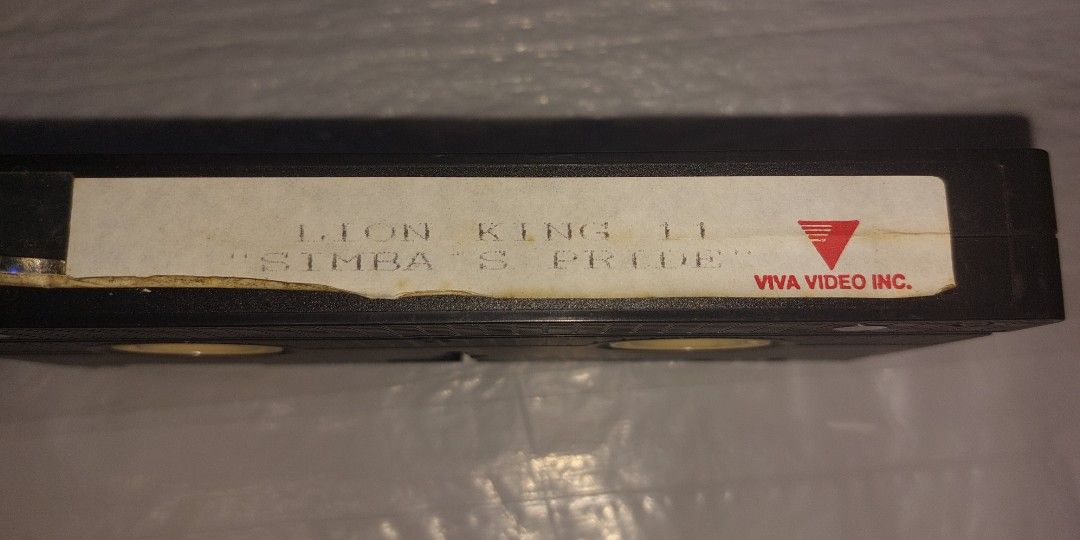 LION KING II
"SIMBA'S PRIDE"
VIVA VIDEO INC.